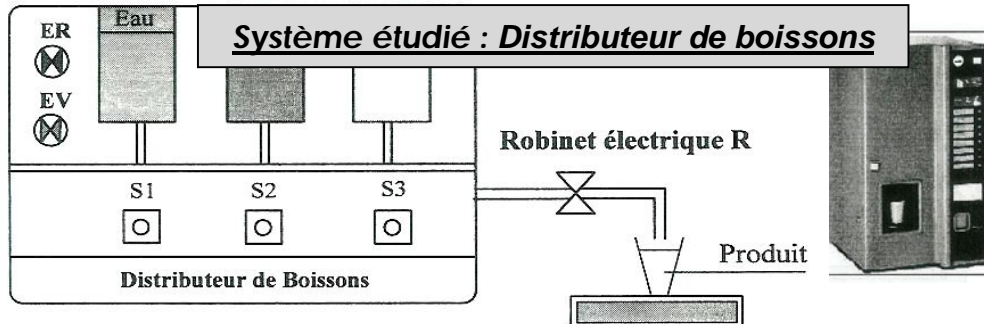 Système étudié : Distributeur de boissons
ER
Eau
EV
Robinet électrique R
S1 S2 S3
Produit
Distributeur de Boissons